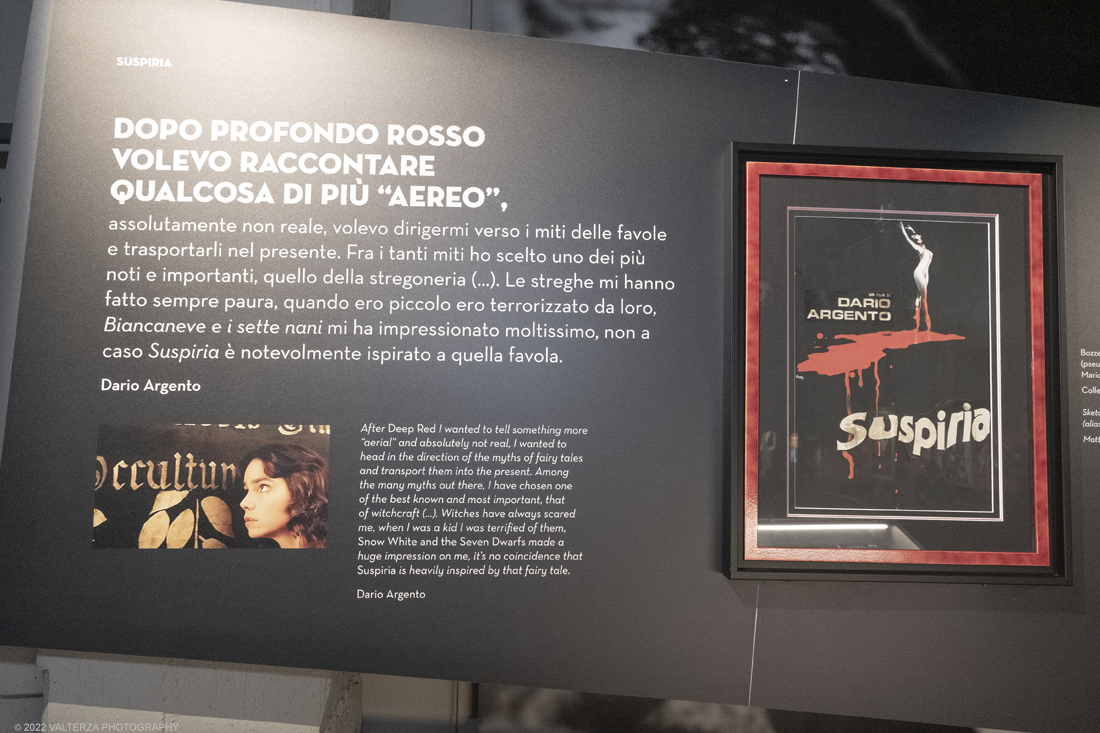 SUSPIRIA
DOPO PROFONDO ROSSO
VOLEVO RACCONTARE
QUALCOSA DI PIÙ “AEREO”,
assolutamente non reale, volevo dirigermi verso i miti delle favole
e trasportarli nel presente. Fra i tanti miti ho scelto uno dei più
noti e importanti, quello della stregoneria (...). Le streghe mi hanno
fatto sempre paura, quando ero piccolo ero terrorizzato da loro,
Biancaneve e i sette nani mi ha impressionato moltissimo, non a
caso Suspiria è notevolmente ispirato a quella favola.
Dario Argento
Occultum
After Deep Red I wanted to tell something more
“aerial” and absolutely not real, I wanted to
head in the direction of the myths of fairy tales
and transport them into the present. Among
the many myths out there, I have chosen one
of the best known and most important, that
of witchcraft (...). Witches have always scared
me, when I was a kid I was terrified of them,
Snow White and the Seven Dwarfs made a
huge impression on me, it's no coincidence that
Suspiria is heavily inspired by that fairy tale.
Dario Argento
UN FILM DI
DARIO
ARGENTO
Suspiria
Bozze
(pseu
Mario
Colle
Sketc
(alias
Matt
© 2022 VALTERZA PHOTOGRAPHY